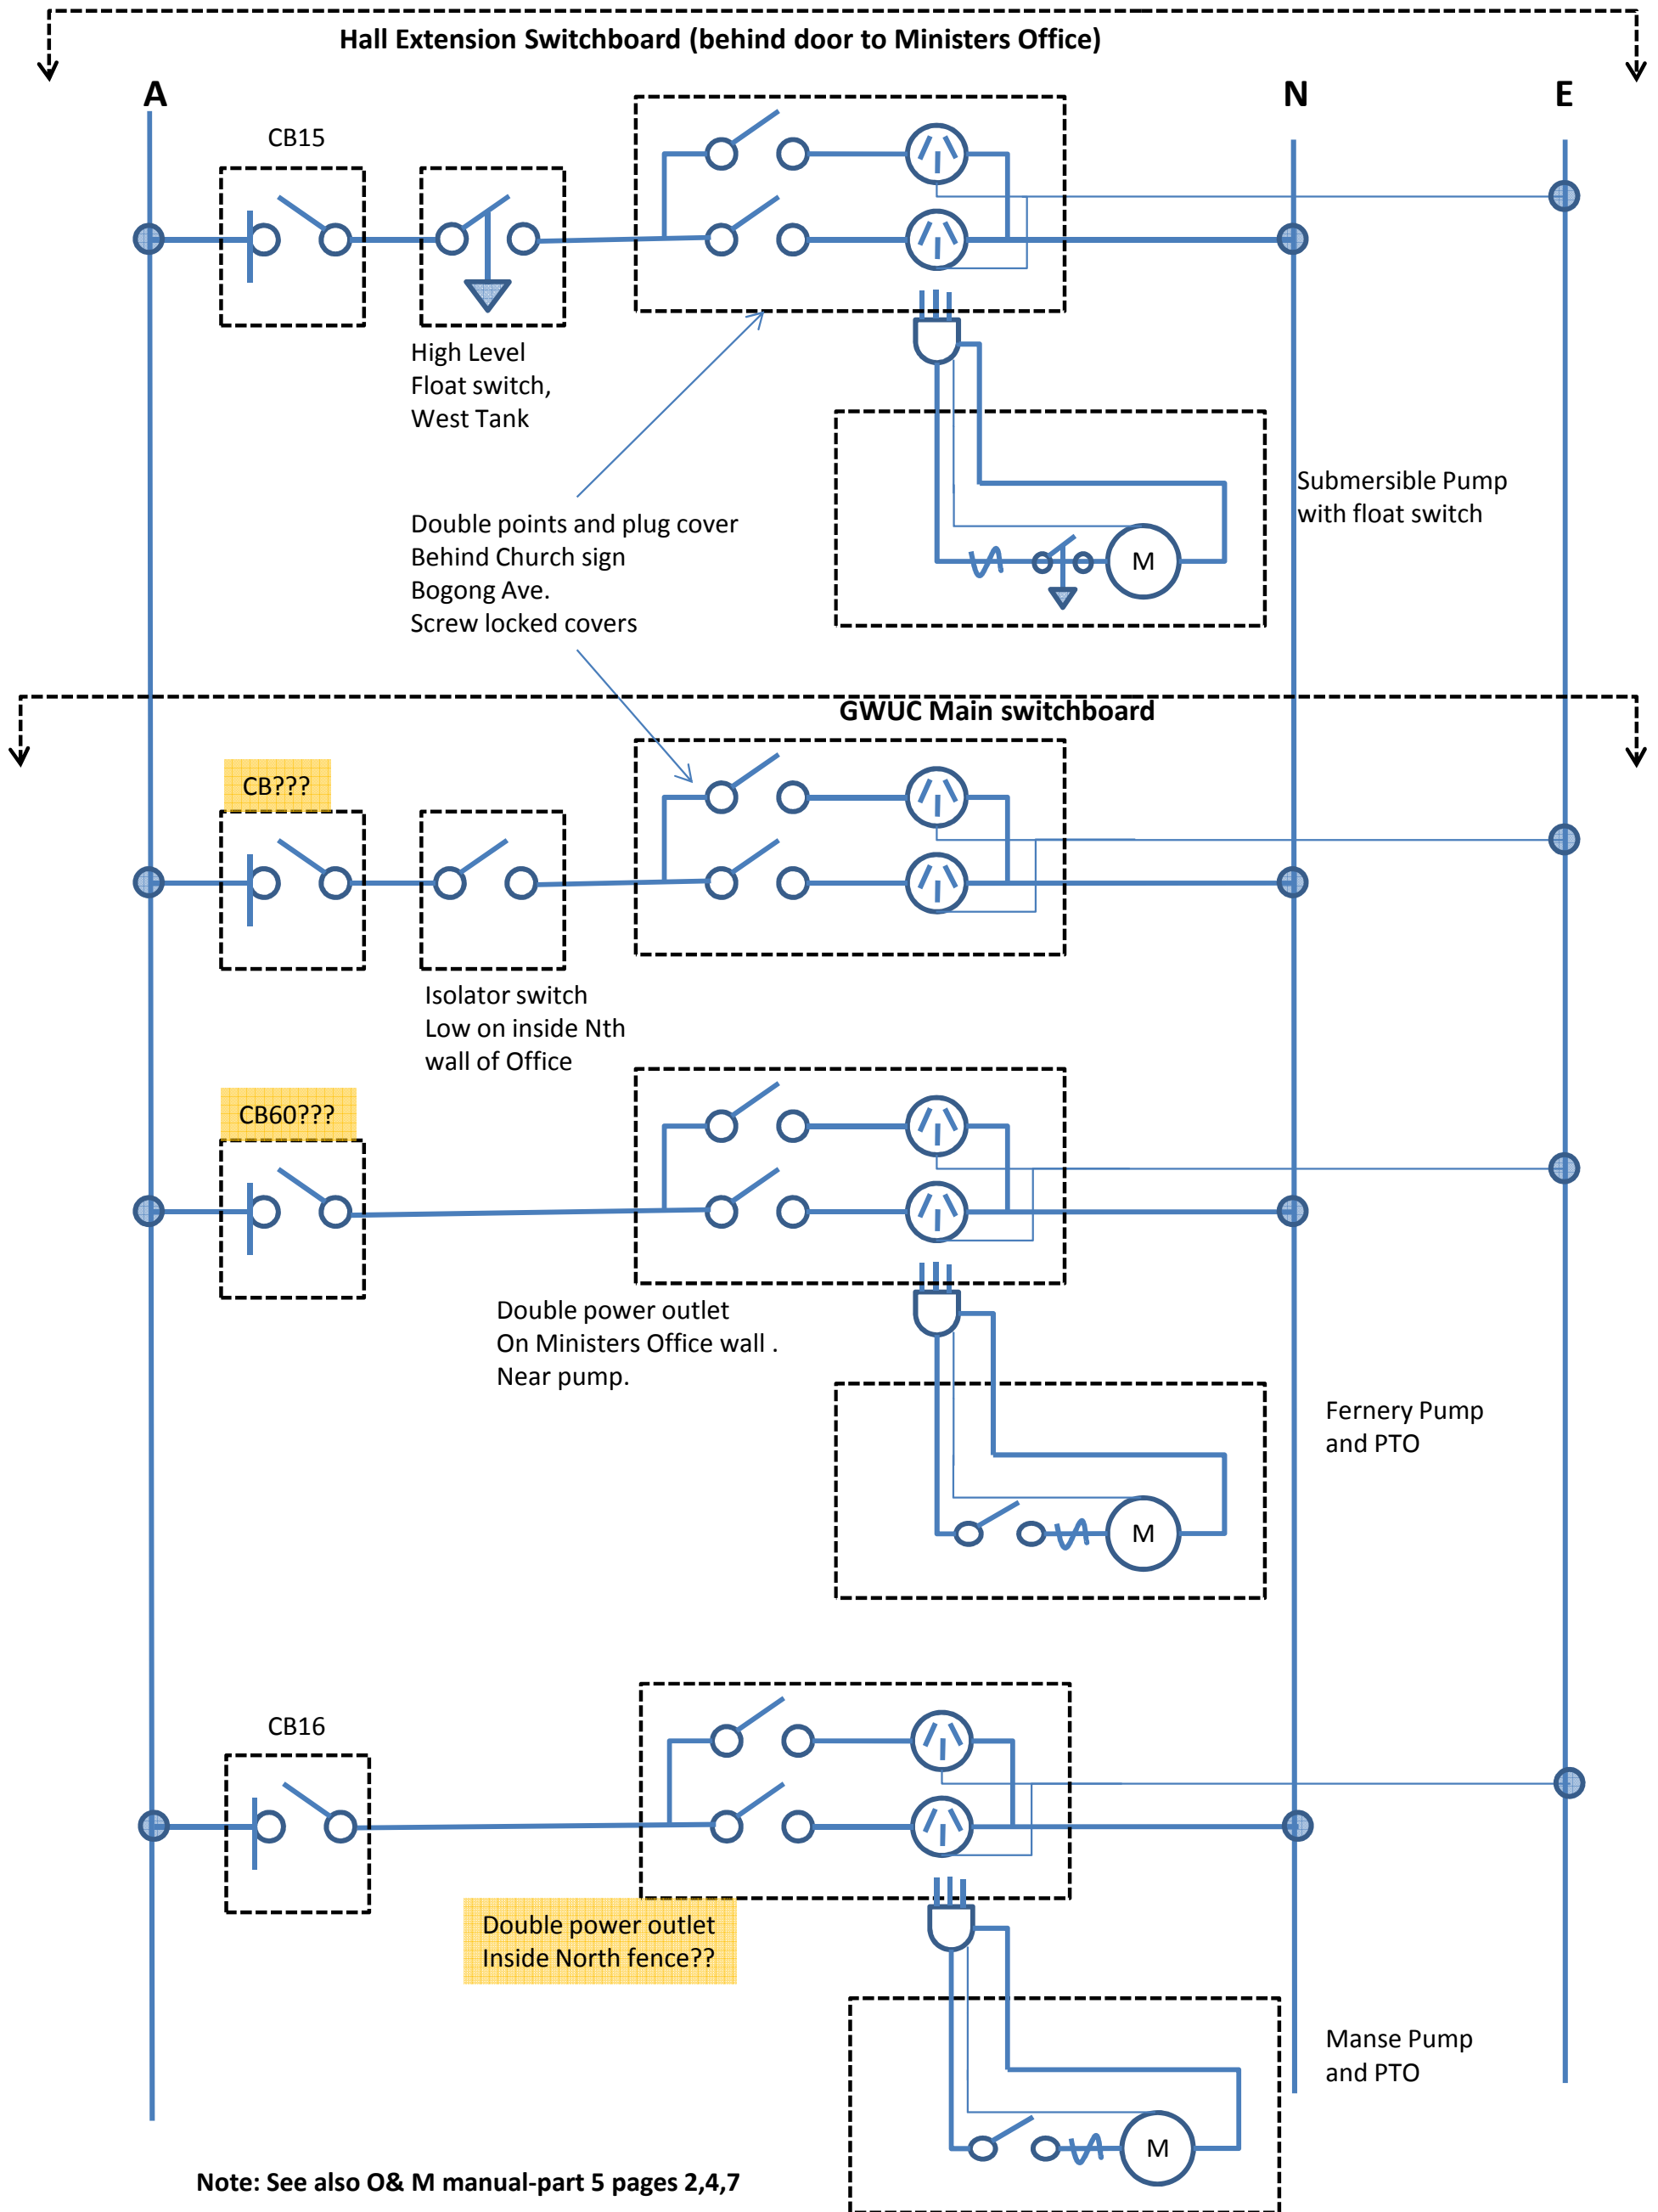 Hall Extension Switchboard (behind door to Ministers Office)
A
N
E
CB15
High Level
Float switch,
West Tank
Submersible Pump
with float switch
Double points and plug cover
Behind Church sign
Bogong Ave.
Screw locked covers
M
GWUC Main switchboard
CB???
Isolator switch
Low on inside Nth
wall of Office
CB60???
Double power outlet
On Ministers Office wall .
Near pump.
Fernery Pump
and PTO
M
CB16
Double power outlet
Inside North fence??
Manse Pump
and PTO
M
Note: See also O& M manual-part 5 pages 2,4,7